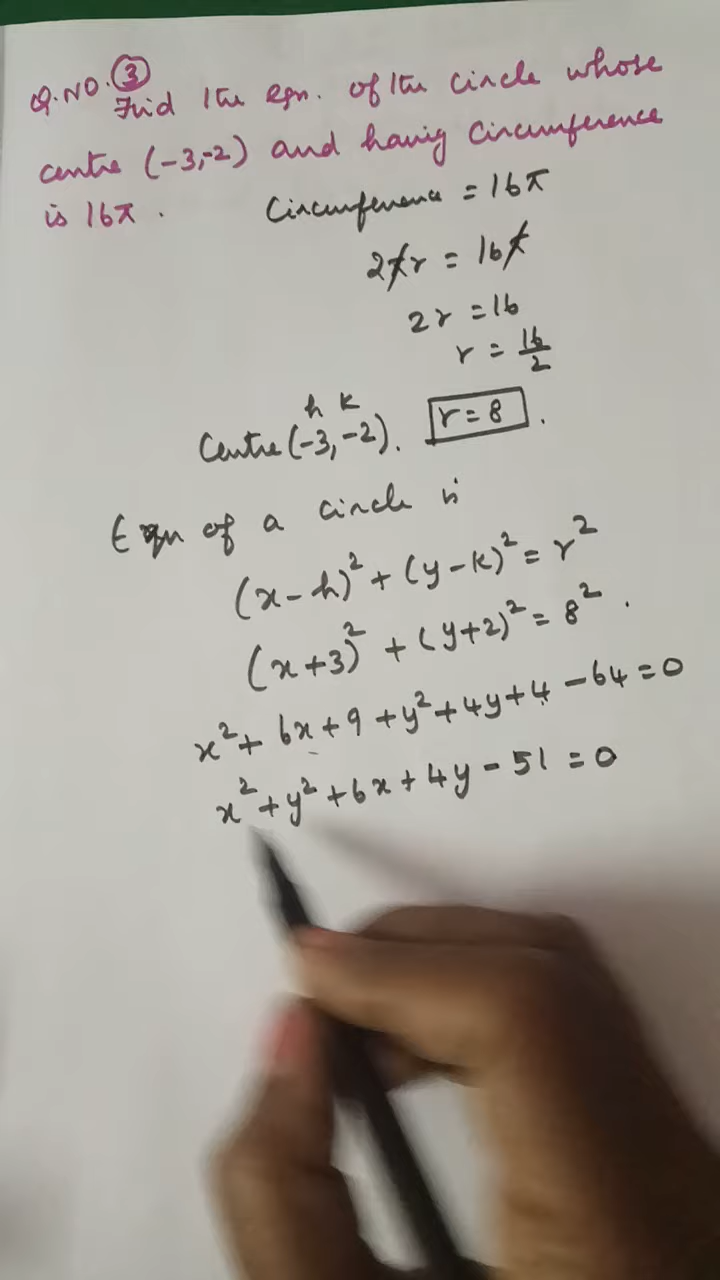 Q.NO. 3
Find the eqn. of the circle whose
centre (-3,-2) and having circumference
is 16π.
Circumference = 16π
2πr = 16π
2r = 16
r = 16/2
h k
Centre (-3, -2). r = 8.
Eqn of a circle is
(x-h)² + (y-k)² = r²
(x+3)² + (y+2)² = 8².
x² + 6x + 9 + y² + 4y + 4 - 64 = 0
x² + y² + 6x + 4y - 51 = 0